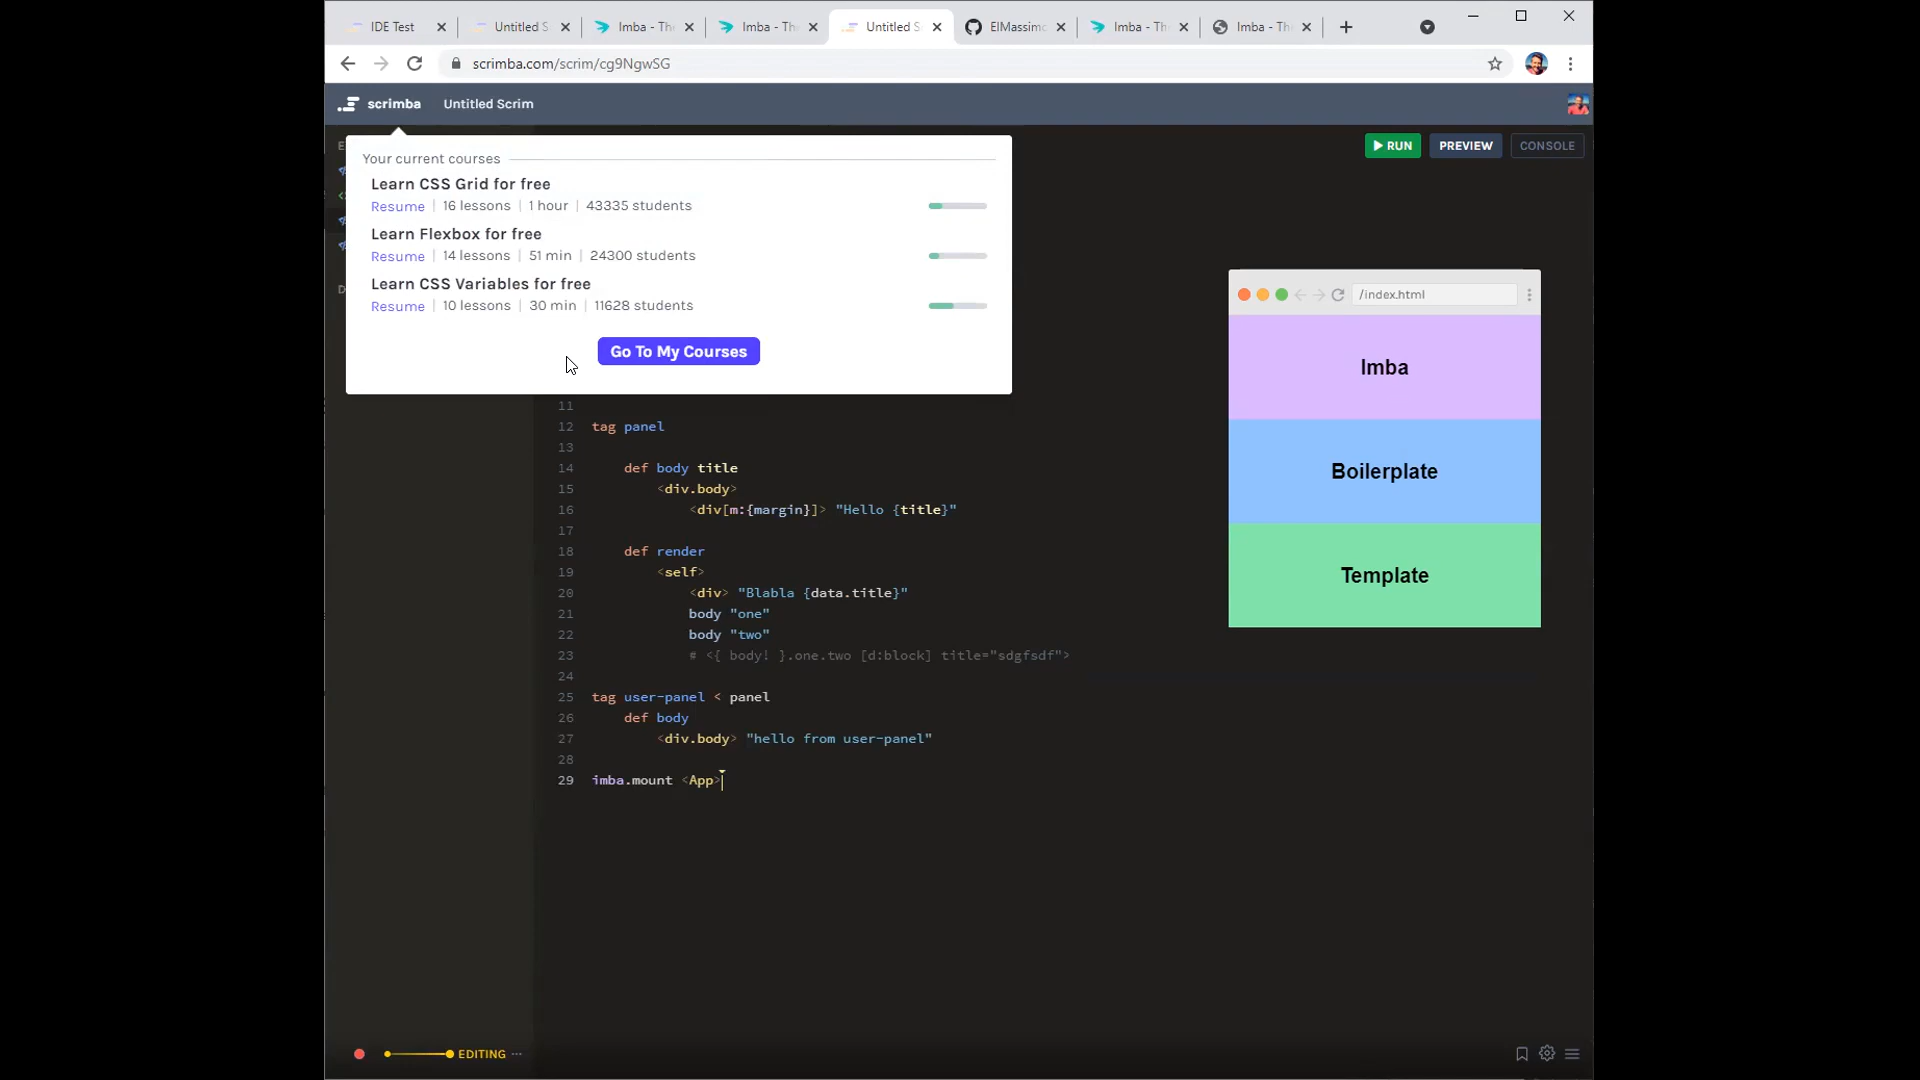 IDE Test
Untitled S
Imba - Th
Imba - Th
Untitled S
ElMassimo
Imba - Th
Imba - The
scrimba.com/scrim/cg9NgwSG
scrimba Untitled Scrim
RUN PREVIEW CONSOLE
Your current courses
Learn CSS Grid for free
Resume | 16 lessons | 1 hour | 43335 students
Learn Flexbox for free
Resume | 14 lessons | 51 min | 24300 students
Learn CSS Variables for free
Resume | 10 lessons | 30 min | 11628 students
Go To My Courses
11
12 tag panel
13
14 def body title
15 <div.body>
16 <div[m:{margin}]> "Hello {title}"
17
18 def render
19 <self>
20 <div> "Blabla {data.title}"
21 body "one"
22 body "two"
23 # <{ body! }.one.two [d:block] title="sdgfsdf">
24
25 tag user-panel < panel
26 def body
27 <div.body> "hello from user-panel"
28
29 imba.mount <App>
/index.html
Imba
Boilerplate
Template
EDITING ...